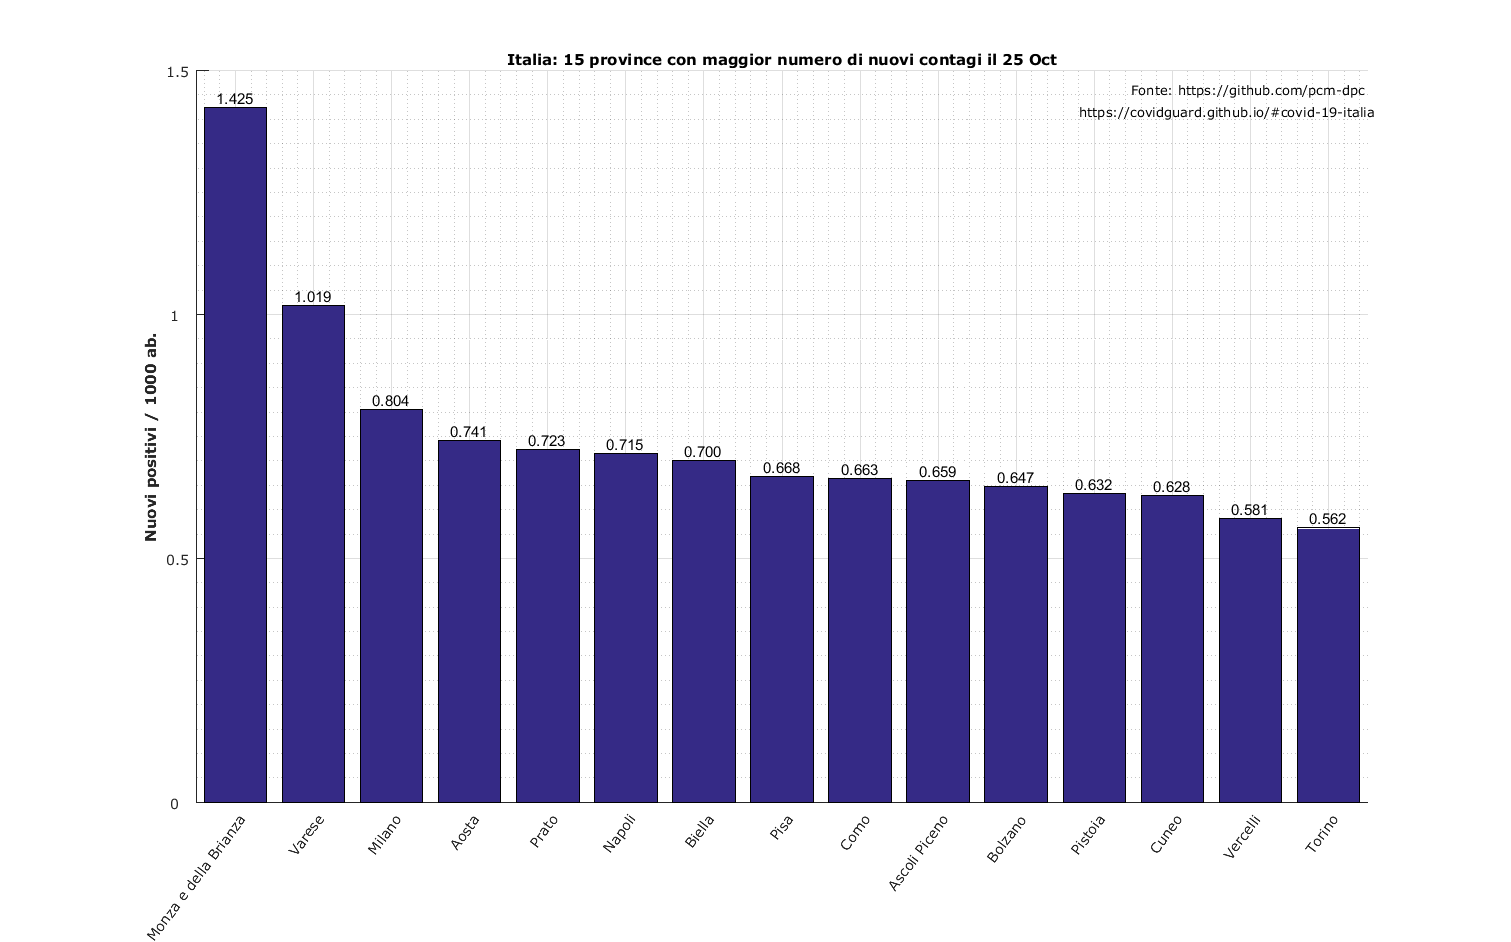 Italia: 15 province con maggior numero di nuovi contagi il 25 Oct
Fonte: https://github.com/pcm-dpc
https://covidguard.github.io/#covid-19-italia
Nuovi positivi / 1000 ab.
1.5
1
0.5
0
1.425
1.019
0.804
0.741
0.723
0.715
0.700
0.668
0.663
0.659
0.647
0.632
0.628
0.581
0.562
Monza e della Brianza
Varese
Milano
Aosta
Prato
Napoli
Biella
Pisa
Como
Ascoli Piceno
Bolzano
Pistoia
Cuneo
Vercelli
Torino